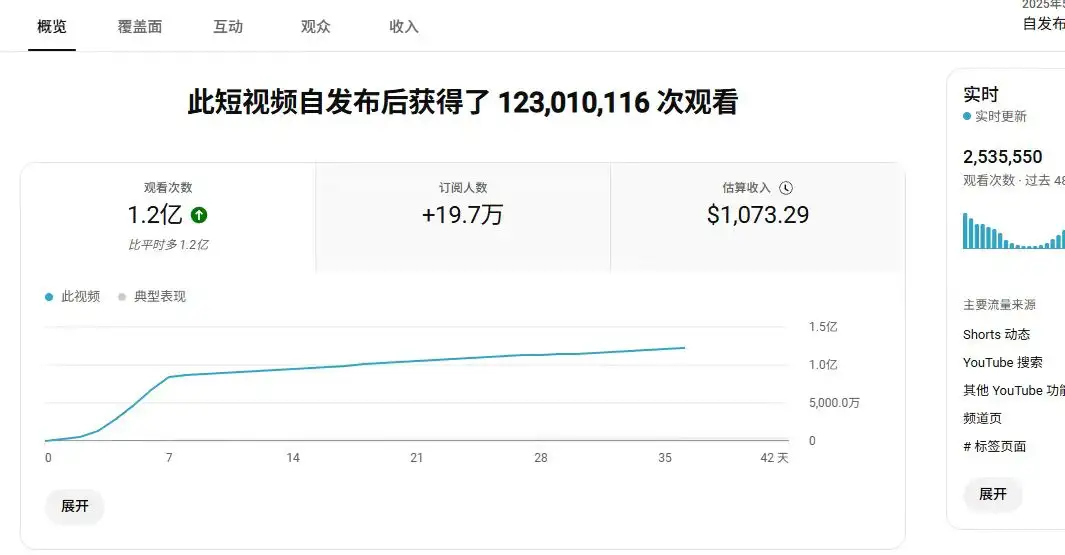 概览 覆盖面 互动 观众 收入
2025年
自发布
此短视频自发布后获得了 123,010,116 次观看
观看次数
1.2亿
比平时多 1.2亿
订阅人数
+19.7万
估算收入
$1,073.29
此视频 典型表现
1.5亿
1.0亿
5,000.0万
0
0 7 14 21 28 35 42 天
展开
实时
实时更新
2,535,550
观看次数 · 过去 48
主要流量来源
Shorts 动态
YouTube 搜索
其他 YouTube 功能
频道页
# 标签页面
展开